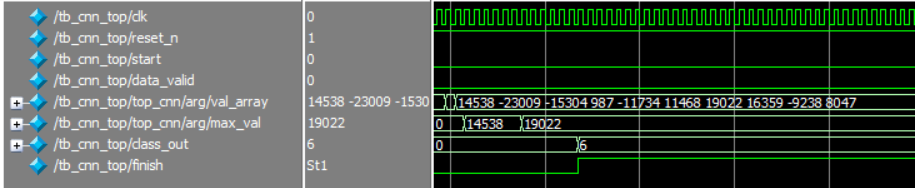 /tb_cnn_top/clk 0
/tb_cnn_top/reset_n 1
/tb_cnn_top/start 0
/tb_cnn_top/data_valid 0
/tb_cnn_top/top_cnn/arg/val_array 14538 -23009 -1530 14538 -23009 -15304 987 -11734 11468 19022 16359 -9238 8047
/tb_cnn_top/top_cnn/arg/max_val 19022 0 14538 19022
/tb_cnn_top/class_out 6 0 6
/tb_cnn_top/finish St1